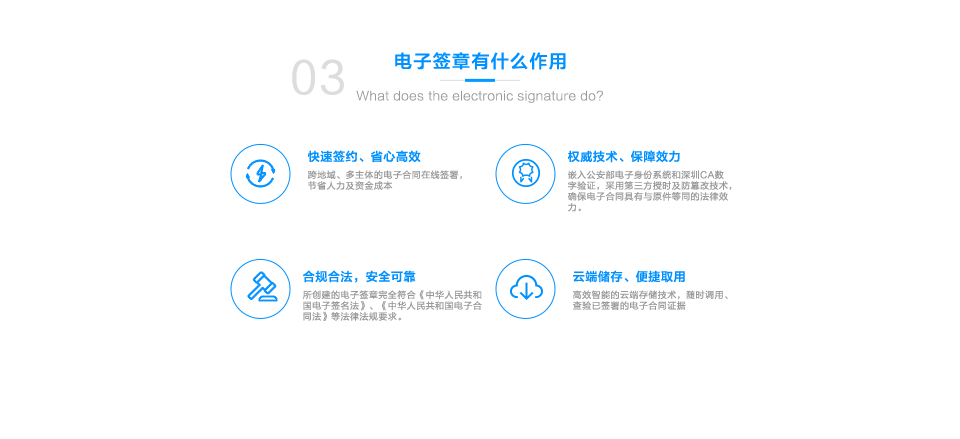 03
电子签章有什么作用
What does the electronic signature do?
快速签约、省心高效
跨地域、多主体的电子合同在线签署，
节省人力及资金成本
权威技术、保障效力
嵌入公安部电子身份系统和深圳CA数
字验证，采用第三方授时及防篡改技术，
确保电子合同具有与原件等同的法律效
力。
合规合法，安全可靠
所创建的电子签章完全符合《中华人民共和
国电子签名法》、《中华人民共和国电子合
同法》等法律法规要求。
云端储存、便捷取用
高效智能的云端存储技术，随时调用、
查验已签署的电子合同证据